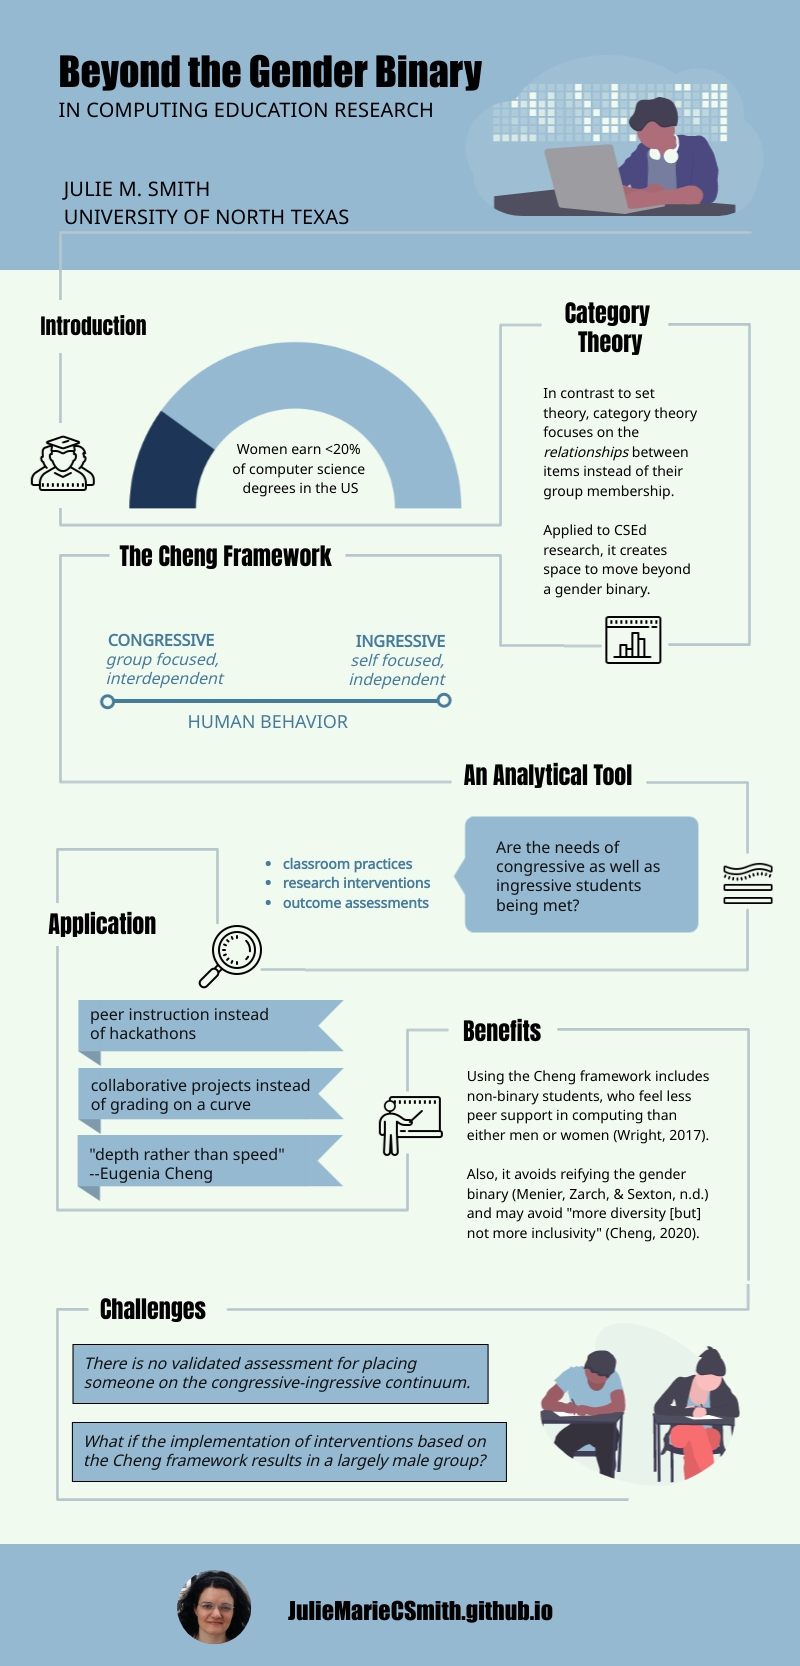 Beyond the Gender Binary
IN COMPUTING EDUCATION RESEARCH
JULIE M. SMITH
UNIVERSITY OF NORTH TEXAS
Introduction
Women earn <20%
of computer science
degrees in the US
Category
Theory
In contrast to set
theory, category theory
focuses on the
relationships between
items instead of their
group membership.
Applied to CSEd
research, it creates
space to move beyond
a gender binary.
The Cheng Framework
CONGRESSIVE
group focused,
interdependent
INGRESSIVE
self focused,
independent
HUMAN BEHAVIOR
An Analytical Tool
• classroom practices
• research interventions
• outcome assessments
Are the needs of
congressive as well as
ingressive students
being met?
Application
peer instruction instead
of hackathons
collaborative projects instead
of grading on a curve
"depth rather than speed"
--Eugenia Cheng
Benefits
Using the Cheng framework includes
non-binary students, who feel less
peer support in computing than
either men or women (Wright, 2017).
Also, it avoids reifying the gender
binary (Menier, Zarch, & Sexton, n.d.)
and may avoid "more diversity [but]
not more inclusivity" (Cheng, 2020).
Challenges
There is no validated assessment for placing
someone on the congressive-ingressive continuum.
What if the implementation of interventions based on
the Cheng framework results in a largely male group?
JulieMarieCSmith.github.io